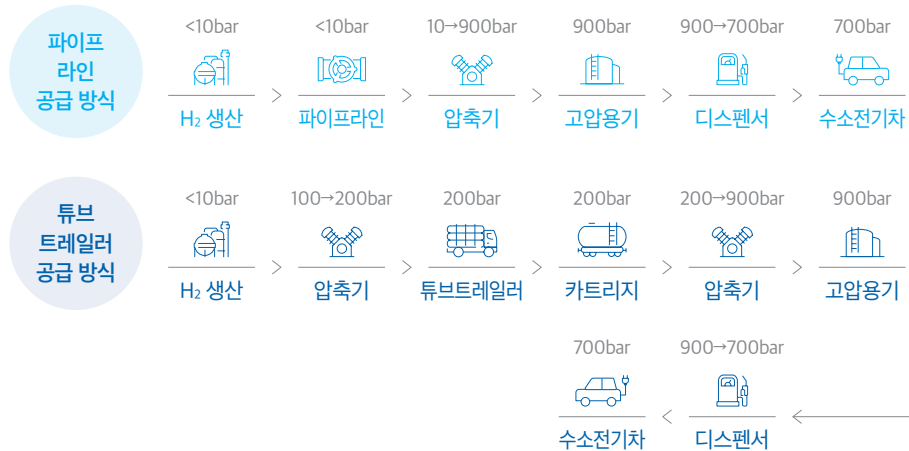 파이프
라인
공급 방식
<10bar <10bar 10→900bar 900bar 900→700bar 700bar
H₂ 생산 파이프라인 압축기 고압용기 디스펜서 수소전기차
튜브
트레일러
공급 방식
<10bar 100→200bar 200bar 200bar 200→900bar 900bar
H₂ 생산 압축기 튜브트레일러 카트리지 압축기 고압용기
700bar 900→700bar
수소전기차 디스펜서